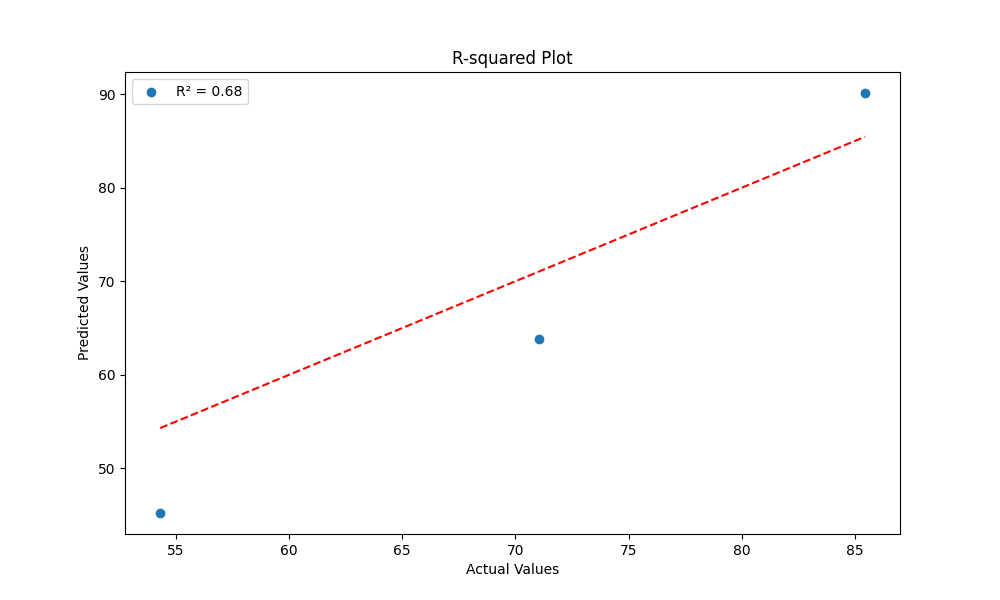 R-squared Plot
R² = 0.68
90
80
70
60
50
Predicted Values
55 60 65 70 75 80 85
Actual Values